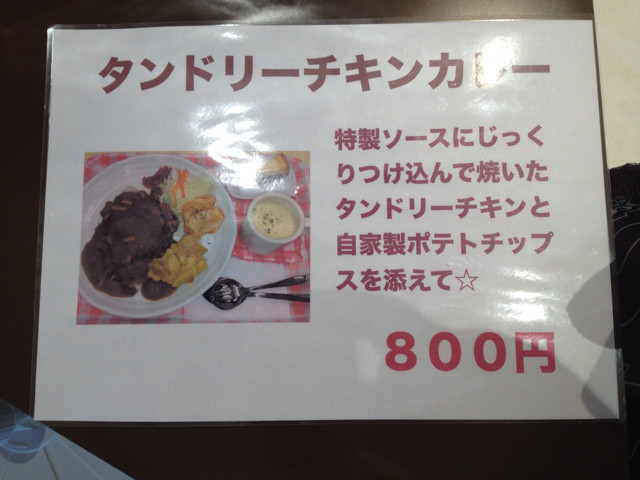 タンドリーチキンカレー
特製ソースにじっく
りつけ込んで焼いた
タンドリーチキンと
自家製ポテトチップ
スを添えて☆
８００円